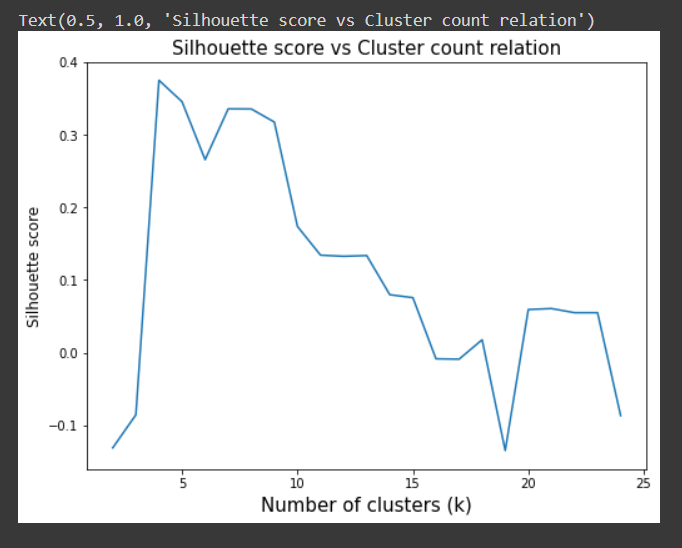 Text(0.5, 1.0, 'Silhouette score vs Cluster count relation')
Silhouette score vs Cluster count relation
0.4
0.3
0.2
0.1
0.0
−0.1
Silhouette score
5 10 15 20 25
Number of clusters (k)